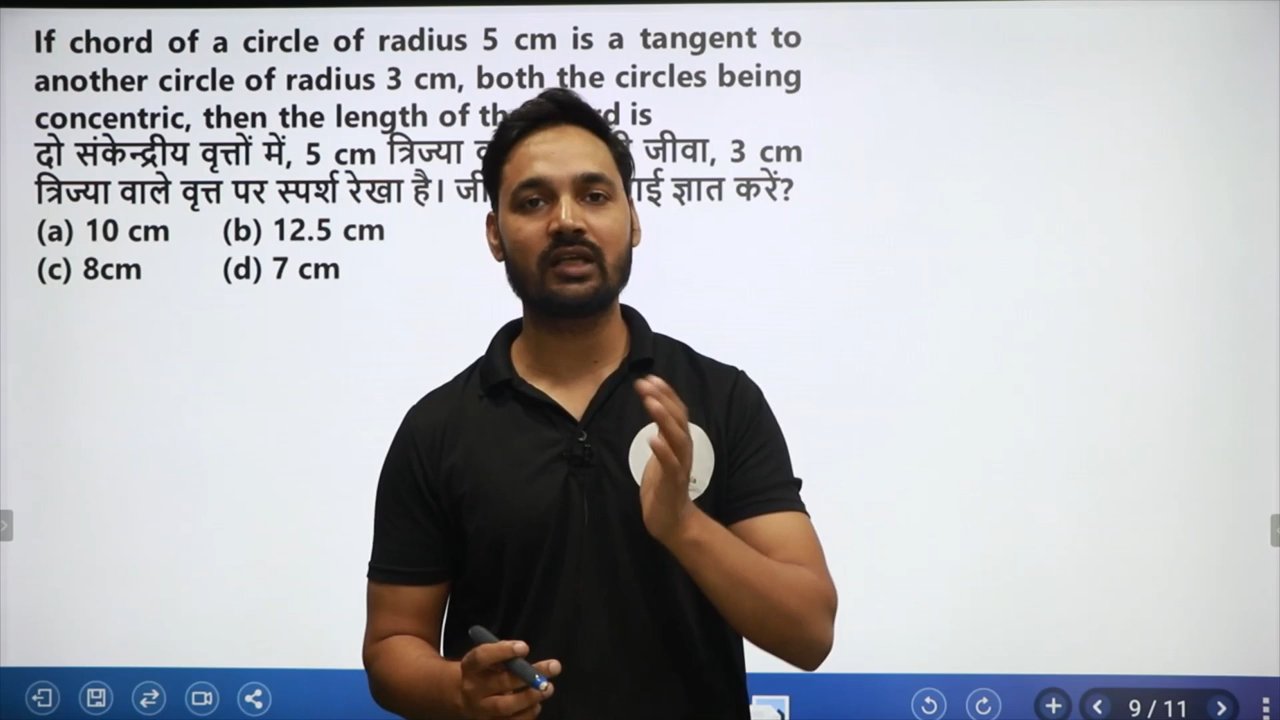 If chord of a circle of radius 5 cm is a tangent to
another circle of radius 3 cm, both the circles being
concentric, then the length of is
दो संकेन्द्रीय वृत्तों में, 5 cm त्रिज्या जीवा, 3 cm
त्रिज्या वाले वृत्त पर स्पर्श रेखा है। ज्ञात करें?
(a) 10 cm (b) 12.5 cm
(c) 8cm (d) 7 cm
9 / 11